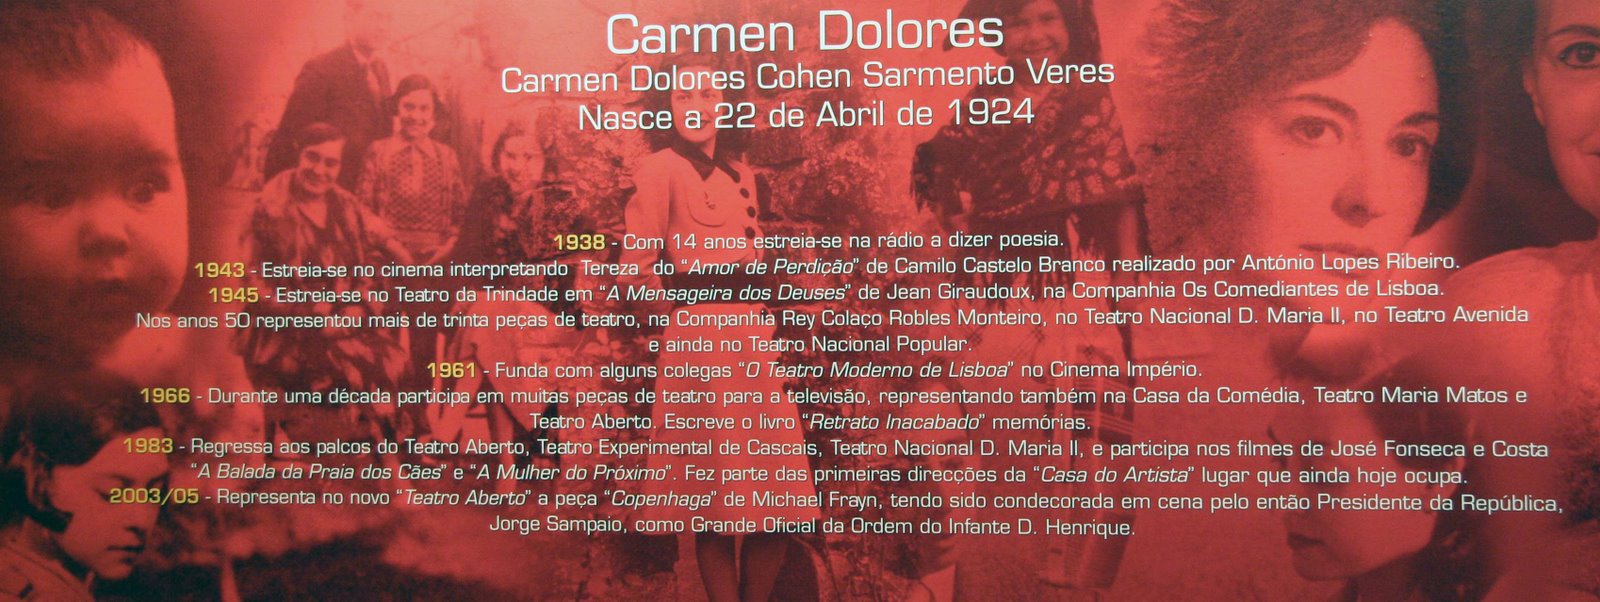 Carmen Dolores
Carmen Dolores Cohen Sarmento Veres
Nasce a 22 de Abril de 1924
1938 - Com 14 anos estreia-se na rádio a dizer poesia.
1943 - Estreia-se no cinema interpretando Tereza do “Amor de Perdição” de Camilo Castelo Branco realizado por António Lopes Ribeiro.
1945 - Estreia-se no Teatro da Trindade em “A Mensageira dos Deuses” de Jean Giraudoux, na Companhia Os Comediantes de Lisboa.
Nos anos 50 representou mais de trinta peças de teatro, na Companhia Rey Colaço Robles Monteiro, no Teatro Nacional D. Maria II, no Teatro Avenida
e ainda no Teatro Nacional Popular.
1961 - Funda com alguns colegas “O Teatro Moderno de Lisboa” no Cinema Império.
1966 - Durante uma década participa em muitas peças de teatro para a televisão, representando também na Casa da Comédia, Teatro Maria Matos e
Teatro Aberto. Escreve o livro “Retrato Inacabado” memórias.
1983 - Regressa aos palcos do Teatro Aberto, Teatro Experimental de Cascais, Teatro Nacional D. Maria II, e participa nos filmes de José Fonseca e Costa
“A Balada da Praia dos Cães” e “A Mulher do Próximo”. Fez parte das primeiras direcções da “Casa do Artista” lugar que ainda hoje ocupa.
2003/05 - Representa no novo “Teatro Aberto” a peça “Copenhaga” de Michael Frayn, tendo sido condecorada em cena pelo então Presidente da República,
Jorge Sampaio, como Grande Oficial da Ordem do Infante D. Henrique.